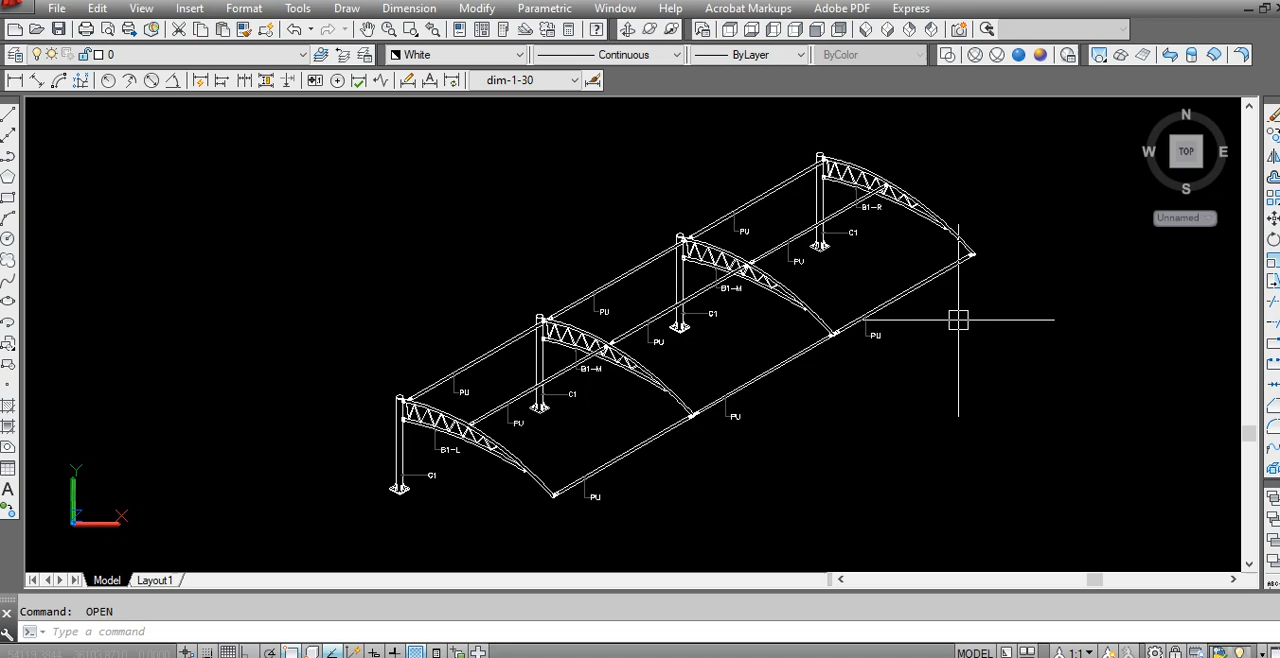 File Edit View Insert Format Tools Draw Dimension Modify Parametric Window Help Acrobat Markups Adobe PDF Express
0 White Continuous ByLayer ByColor
dim-1-30
N
W TOP E
S
Unnamed
B1-R
PU
C1
PU
B1-M
PU
C1
PU
PU
B1-M
PU
C1
PU
PU
B1-L
C1
PU
Y
X
Model Layout1
Command: OPEN
Type a command
MODEL 1:1